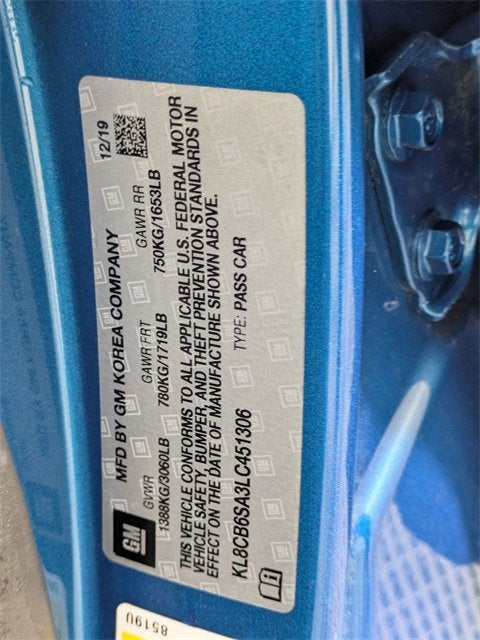 GM
MFD BY GM KOREA COMPANY 12/19
GVWR GAWR FRT GAWR RR
1388KG/3060LB 780KG/1719LB 750KG/1653LB
THIS VEHICLE CONFORMS TO ALL APPLICABLE U.S. FEDERAL MOTOR
VEHICLE SAFETY, BUMPER, AND THEFT PREVENTION STANDARDS IN
EFFECT ON THE DATE OF MANUFACTURE SHOWN ABOVE.
KL8CB6SA3LC451306 TYPE: PASS CAR
8519U